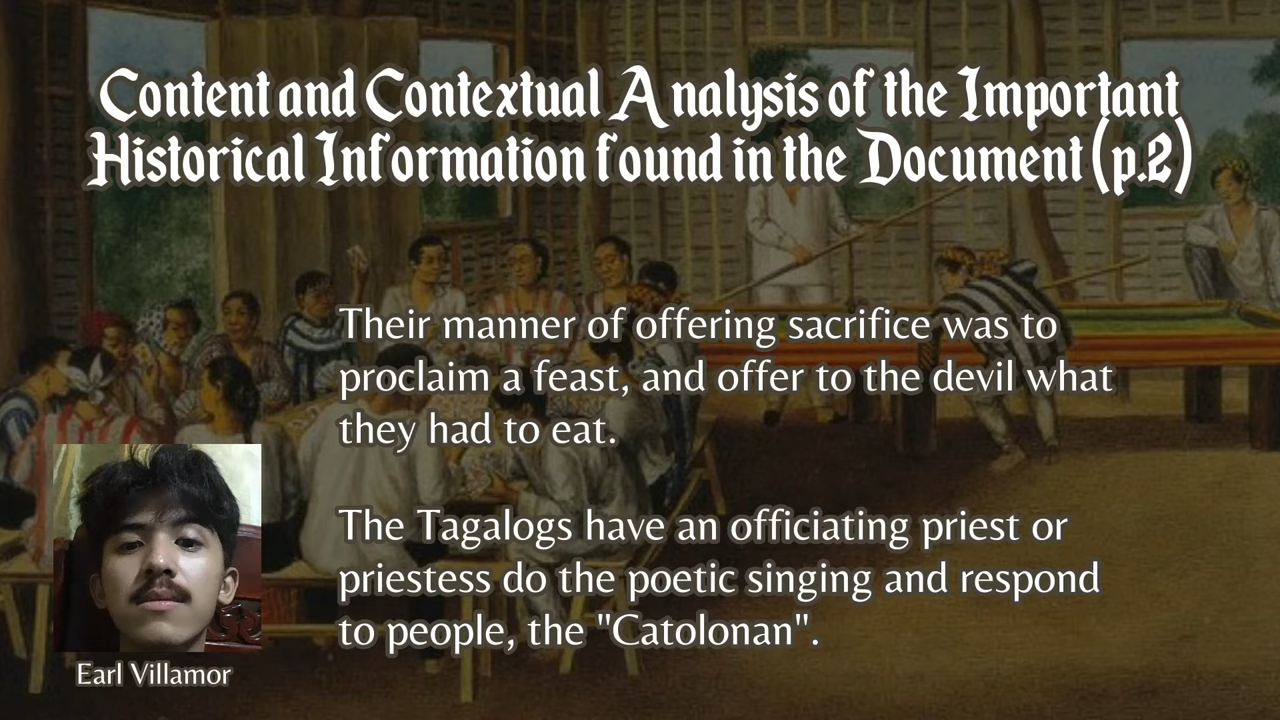 Content and Contextual Analysis of the Important
Historical Information found in the Document (p.2)
Their manner of offering sacrifice was to
proclaim a feast, and offer to the devil what
they had to eat.
The Tagalogs have an officiating priest or
priestess do the poetic singing and respond
to people, the "Catolonan".
Earl Villamor